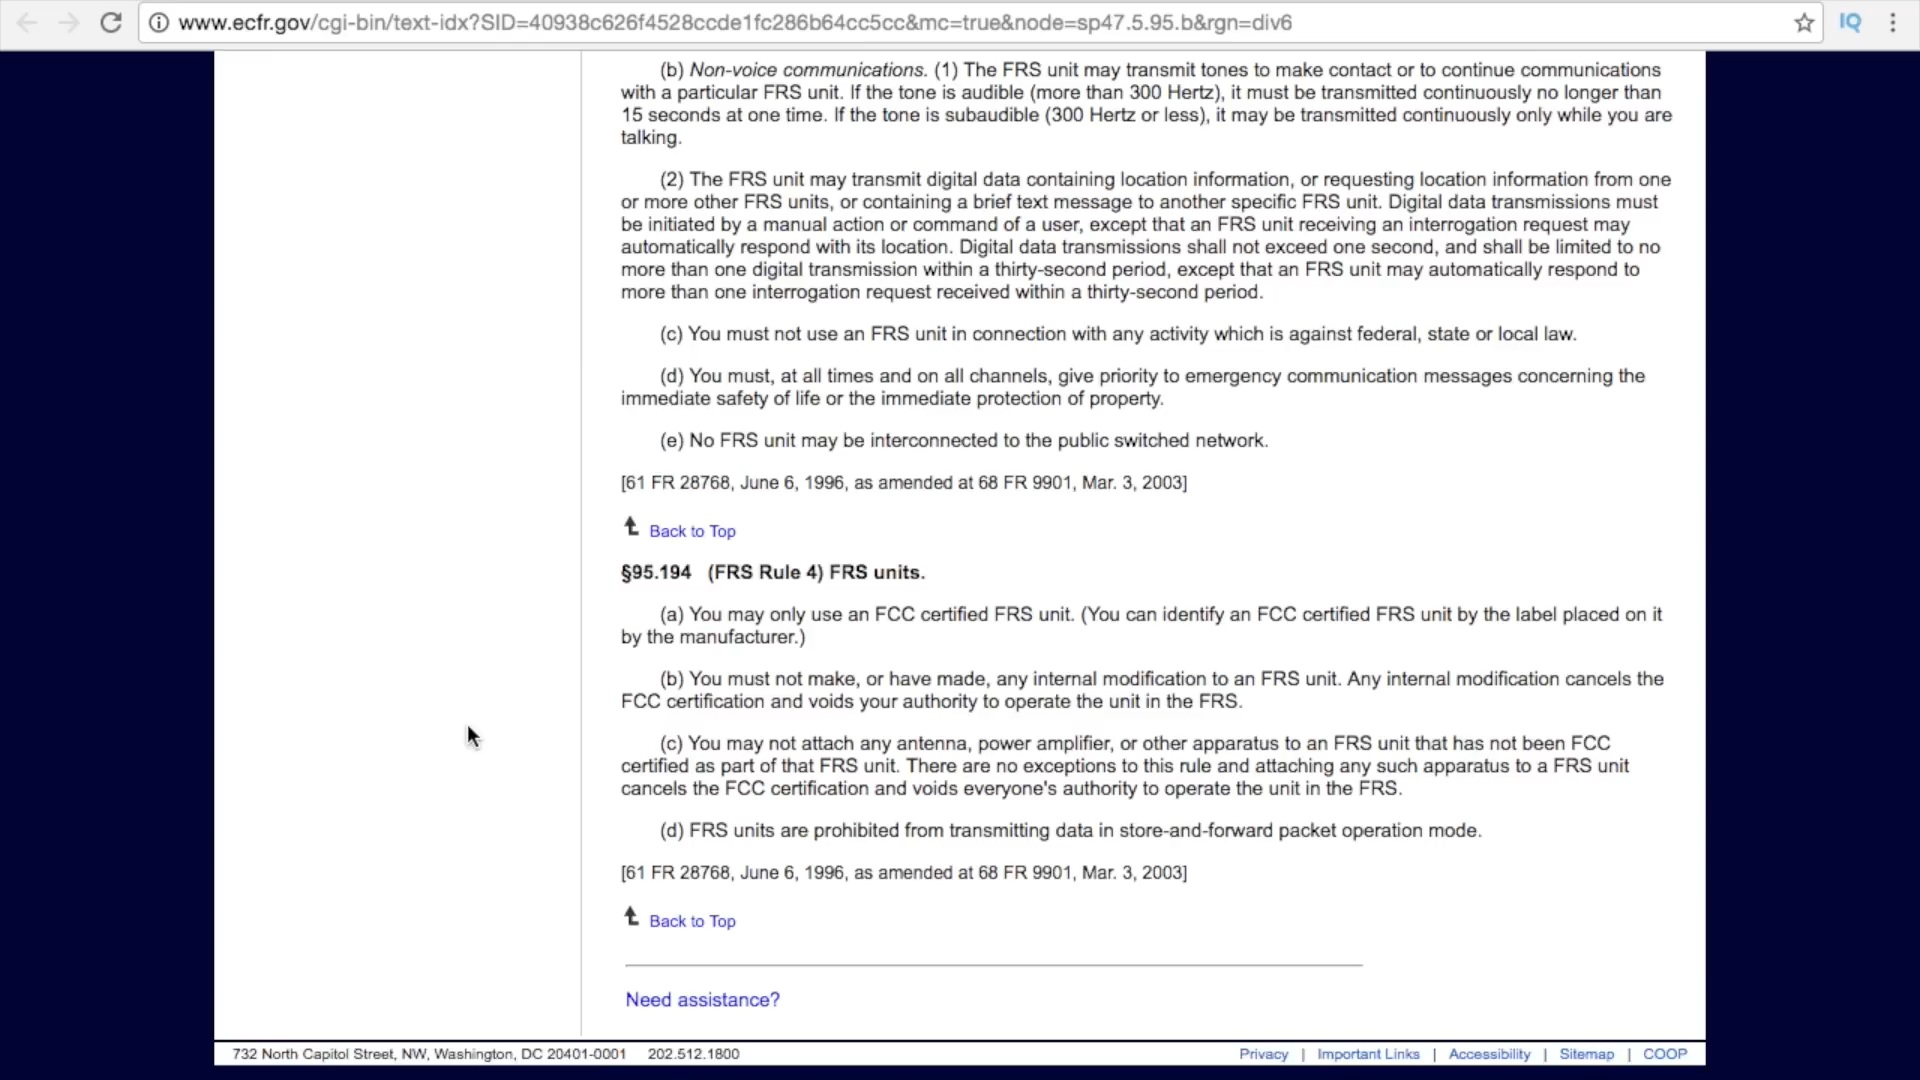 www.ecfr.gov/cgi-bin/text-idx?SID=40938c626f4528ccde1fc286b64cc5cc&mc=true&node=sp47.5.95.b&rgn=div6
IQ
(b) Non-voice communications. (1) The FRS unit may transmit tones to make contact or to continue communications
with a particular FRS unit. If the tone is audible (more than 300 Hertz), it must be transmitted continuously no longer than
15 seconds at one time. If the tone is subaudible (300 Hertz or less), it may be transmitted continuously only while you are
talking.
(2) The FRS unit may transmit digital data containing location information, or requesting location information from one
or more other FRS units, or containing a brief text message to another specific FRS unit. Digital data transmissions must
be initiated by a manual action or command of a user, except that an FRS unit receiving an interrogation request may
automatically respond with its location. Digital data transmissions shall not exceed one second, and shall be limited to no
more than one digital transmission within a thirty-second period, except that an FRS unit may automatically respond to
more than one interrogation request received within a thirty-second period.
(c) You must not use an FRS unit in connection with any activity which is against federal, state or local law.
(d) You must, at all times and on all channels, give priority to emergency communication messages concerning the
immediate safety of life or the immediate protection of property.
(e) No FRS unit may be interconnected to the public switched network.
[61 FR 28768, June 6, 1996, as amended at 68 FR 9901, Mar. 3, 2003]
Back to Top
§95.194 (FRS Rule 4) FRS units.
(a) You may only use an FCC certified FRS unit. (You can identify an FCC certified FRS unit by the label placed on it
by the manufacturer.)
(b) You must not make, or have made, any internal modification to an FRS unit. Any internal modification cancels the
FCC certification and voids your authority to operate the unit in the FRS.
(c) You may not attach any antenna, power amplifier, or other apparatus to an FRS unit that has not been FCC
certified as part of that FRS unit. There are no exceptions to this rule and attaching any such apparatus to a FRS unit
cancels the FCC certification and voids everyone's authority to operate the unit in the FRS.
(d) FRS units are prohibited from transmitting data in store-and-forward packet operation mode.
[61 FR 28768, June 6, 1996, as amended at 68 FR 9901, Mar. 3, 2003]
Back to Top
Need assistance?
732 North Capitol Street, NW, Washington, DC 20401-0001 202.512.1800
Privacy | Important Links | Accessibility | Sitemap | COOP